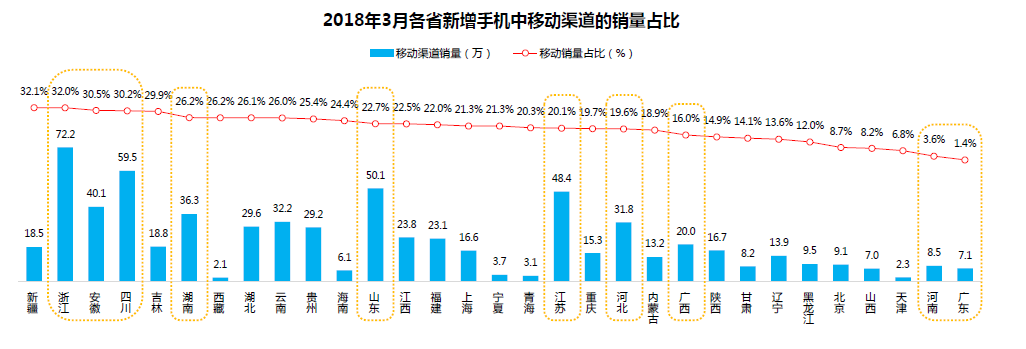 2018年3月各省新增手机中移动渠道的销量占比
移动渠道销量（万） 移动销量占比（%）
32.1% 32.0% 30.5% 30.2% 29.9% 26.2% 26.2% 26.1% 26.0% 25.4% 24.4% 22.7% 22.5% 22.0% 21.3% 21.3% 20.3% 20.1% 19.7% 19.6% 18.9% 16.0% 14.9% 14.1% 13.6% 12.0% 8.7% 8.2% 6.8% 3.6% 1.4%
18.5 72.2 40.1 59.5 18.8 36.3 2.1 29.6 32.2 29.2 6.1 50.1 23.8 23.1 16.6 3.7 3.1 48.4 15.3 31.8 13.2 20.0 16.7 8.2 13.9 9.5 9.1 7.0 2.3 8.5 7.1
新疆 浙江 安徽 四川 吉林 湖南 西藏 湖北 云南 贵州 海南 山东 江西 福建 上海 宁夏 青海 江苏 重庆 河北 内蒙古 广西 陕西 甘肃 辽宁 黑龙江 北京 山西 天津 河南 广东